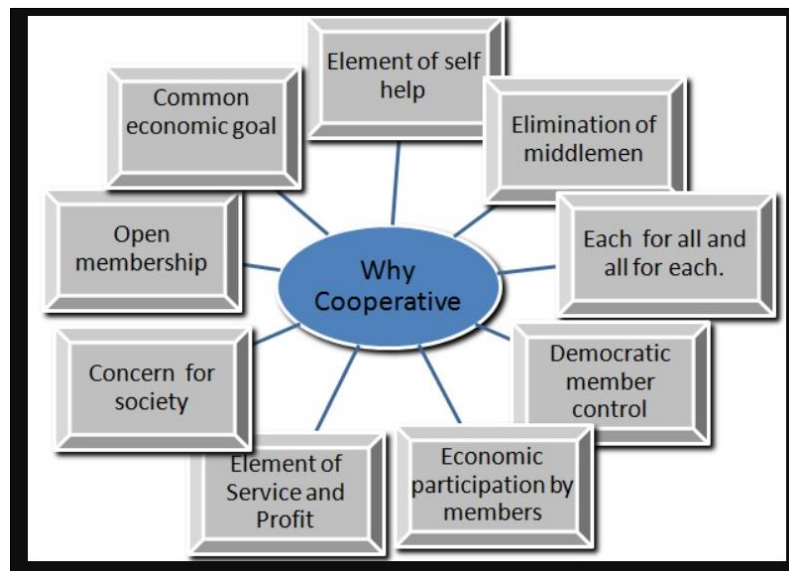 Element of self
help
Common
economic goal
Elimination of
middlemen
Open
membership
Each for all and
all for each.
Why
Cooperative
Concern for
society
Democratic
member
control
Element of
Service and
Profit
Economic
participation by
members